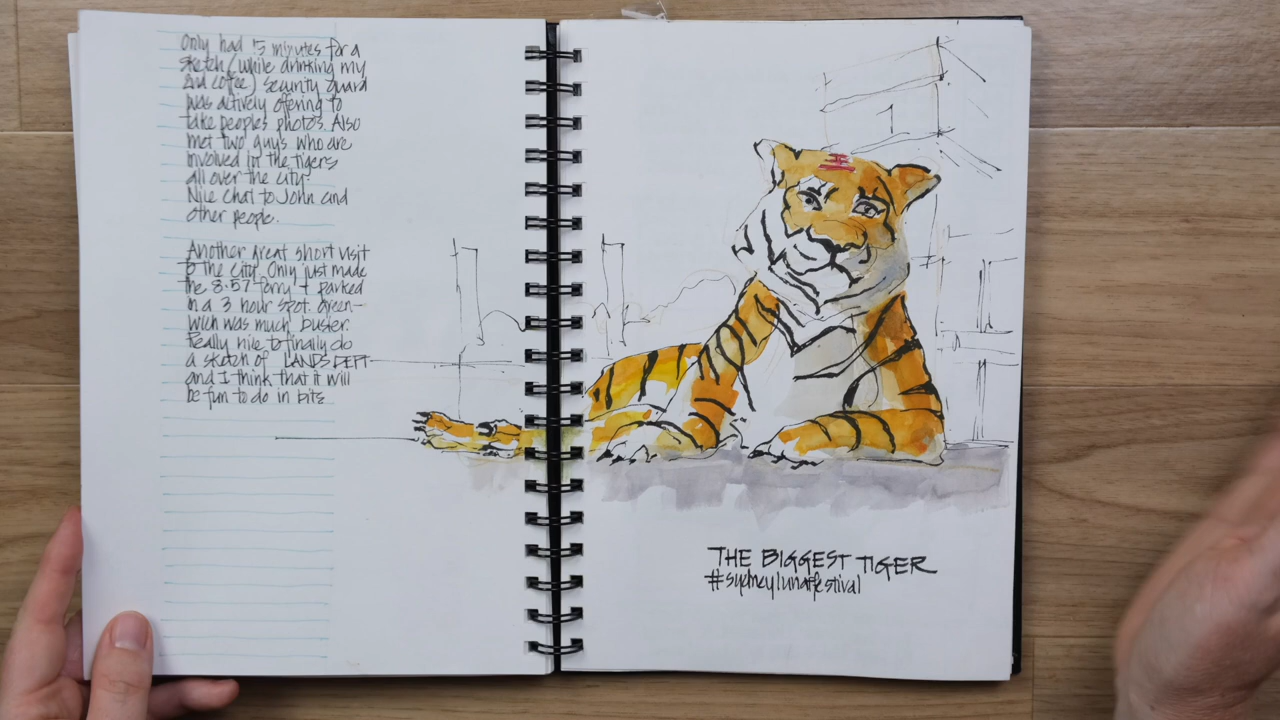 Only had 15 minutes for a
sketch (while drinking my
2nd coffee) security guard
was actively offering to
take peoples photos. Also
met two guys who are
involved in the tigers
all over the city.
Nice chat to John and
other people.
Another great short visit
to the city. Only just made
the 8.57 ferry + parked
in a 3 hour spot. Green-
wich was much busier.
Really nice to finally do
a sketch of LANDS DEPT
and I think that it will
be fun to do in bits
THE BIGGEST TIGER
#sydneylunarfestival